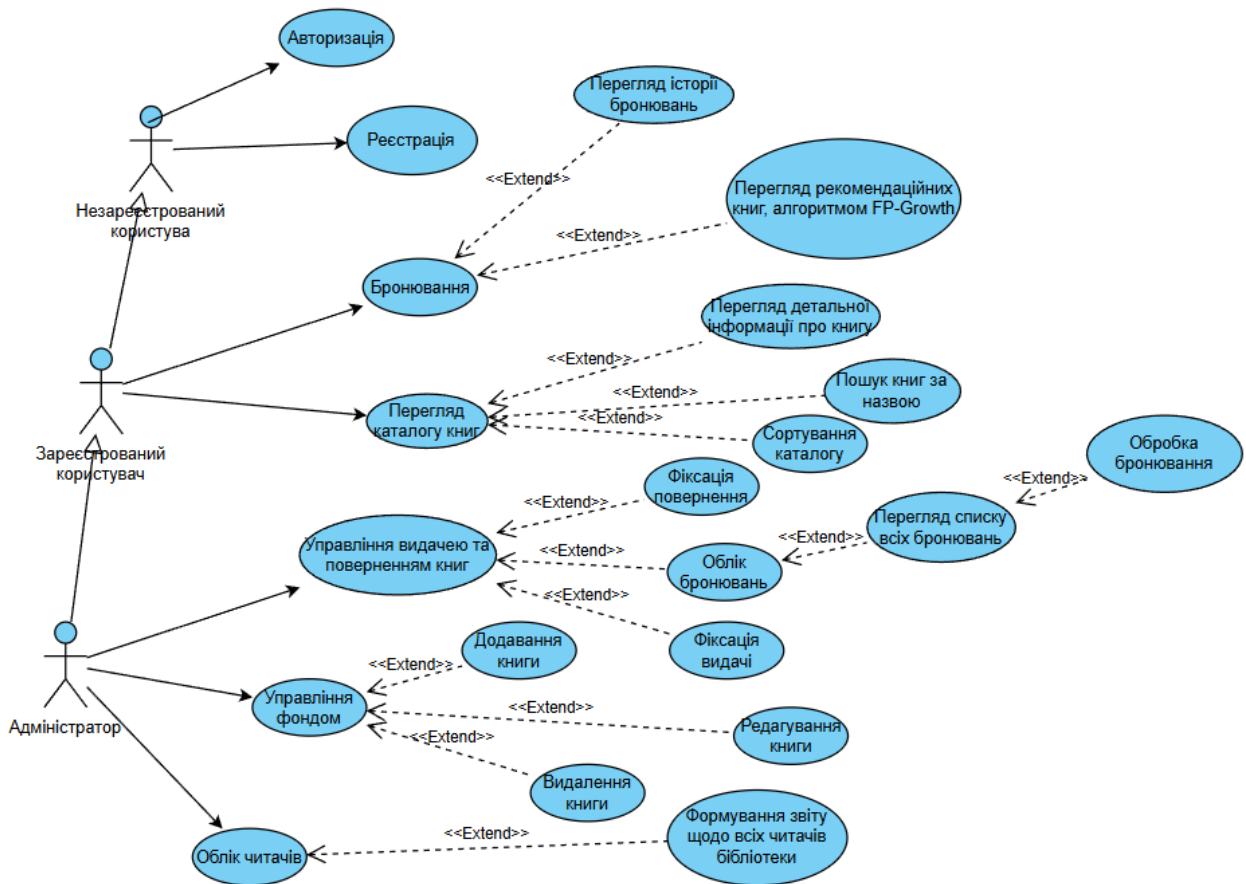 Авторизація
Перегляд історії
бронювань
Реєстрація
<<Extend>>
Перегляд рекомендаційних
книг, алгоритмом FP-Growth
Незареєстрований
користува
<<Extend>>
Бронювання
Перегляд детальної
інформації про книгу
<<Extend>>
Пошук книг за
назвою
<<Extend>>
Перегляд
каталогу книг
<<Extend>>
Сортування
каталогу
Зареєстрований
користувач
Обробка
бронювання
Фіксація
повернення
<<Extend>>
<<Extend>>
Перегляд списку
всіх бронювань
Управління видачею та
поверненням книг
<<Extend>>
Облік
бронювань
<<Extend>>
<<Extend>>
Фіксація
видачі
Додавання
книги
<<Extend>>
Адміністратор
Управління
фондом
<<Extend>>
Редагування
книги
<<Extend>>
Видалення
книги
Формування звіту
щодо всіх читачів
бібліотеки
<<Extend>>
Облік читачів